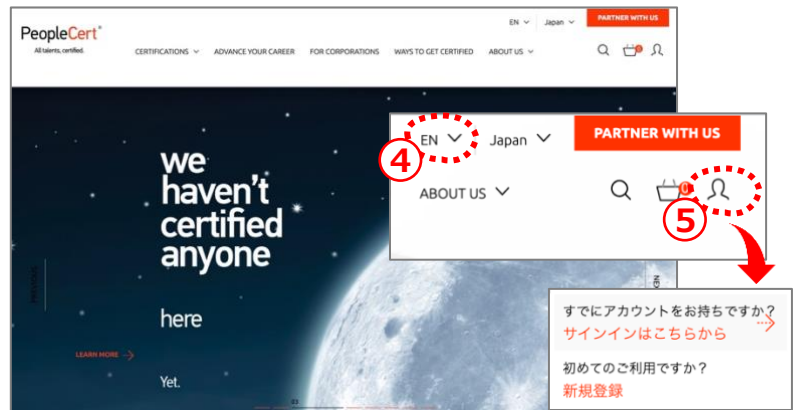 EN Japan PARTNER WITH US
PeopleCert®
All talents, certified.
CERTIFICATIONS ADVANCE YOUR CAREER FOR CORPORATIONS WAYS TO GET CERTIFIED ABOUT US
0
we
haven't
certified
anyone
here
Yet.
LEARN MORE
PREVIOUS
NE
03
EN Japan PARTNER WITH US
④
ABOUT US
0
⑤
すでにアカウントをお持ちですか?
サインインはこちらから
初めてのご利用ですか?
新規登録